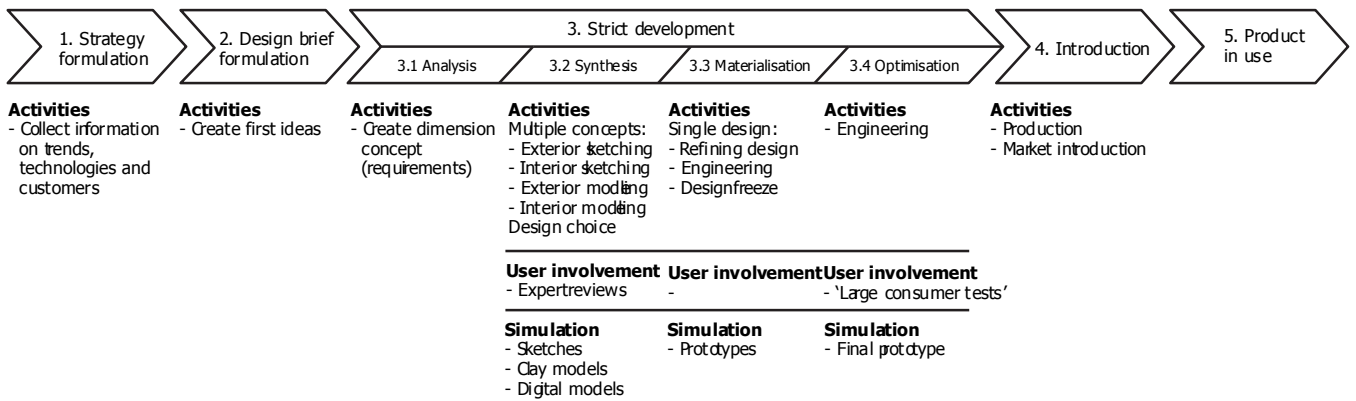 1. Strategy
formulation
2. Design brief
formulation
3. Strict development
3.1 Analysis
3.2 Synthesis
3.3 Materialisation
3.4 Optimisation
4. Introduction
5. Product
in use
Activities
- Collect information
on trends,
technologies and
customers
Activities
- Create first ideas
Activities
- Create dimension
concept
(requirements)
Activities
Multiple concepts:
- Exterior sketching
- Interior sketching
- Exterior modeling
- Interior modeling
Design choice
Activities
Single design:
- Refining design
- Engineering
- Designfreeze
Activities
- Engineering
Activities
- Production
- Market introduction
User involvement
- Expertreviews
User involvement
-
User involvement
- ‘Large consumer tests’
Simulation
- Sketches
- Clay models
- Digital models
Simulation
- Prototypes
Simulation
- Final prototype